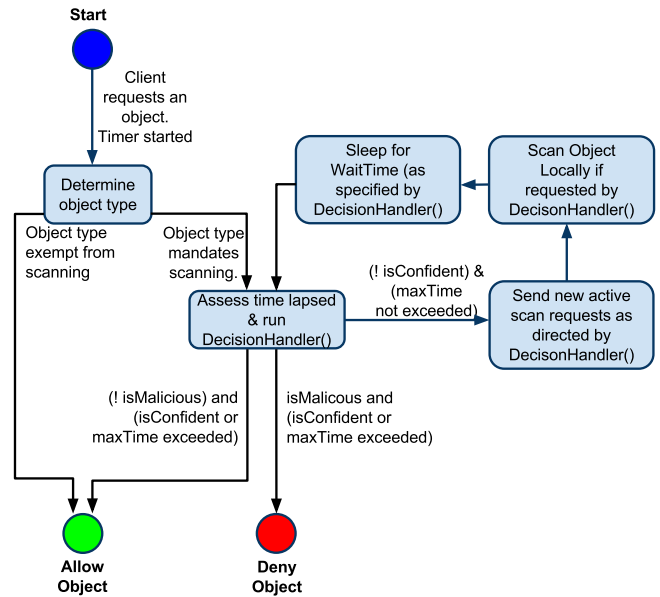 Start
Client
requests an
object.
Timer started
Determine
object type
Object type
exempt from
scanning
Object type
mandates
scanning.
Sleep for
WaitTime (as
specified by
DecisionHandler()
Scan Object
Locally if
requested by
DecisonHandler()
Assess time lapsed
& run
DecisionHandler()
(! isConfident) &
(maxTime
not exceeded)
Send new active
scan requests as
directed by
DecisonHandler()
(! isMalicious) and
(isConfident or
maxTime exceeded)
isMalicous and
(isConfident or
maxTime exceeded)
Allow
Object
Deny
Object